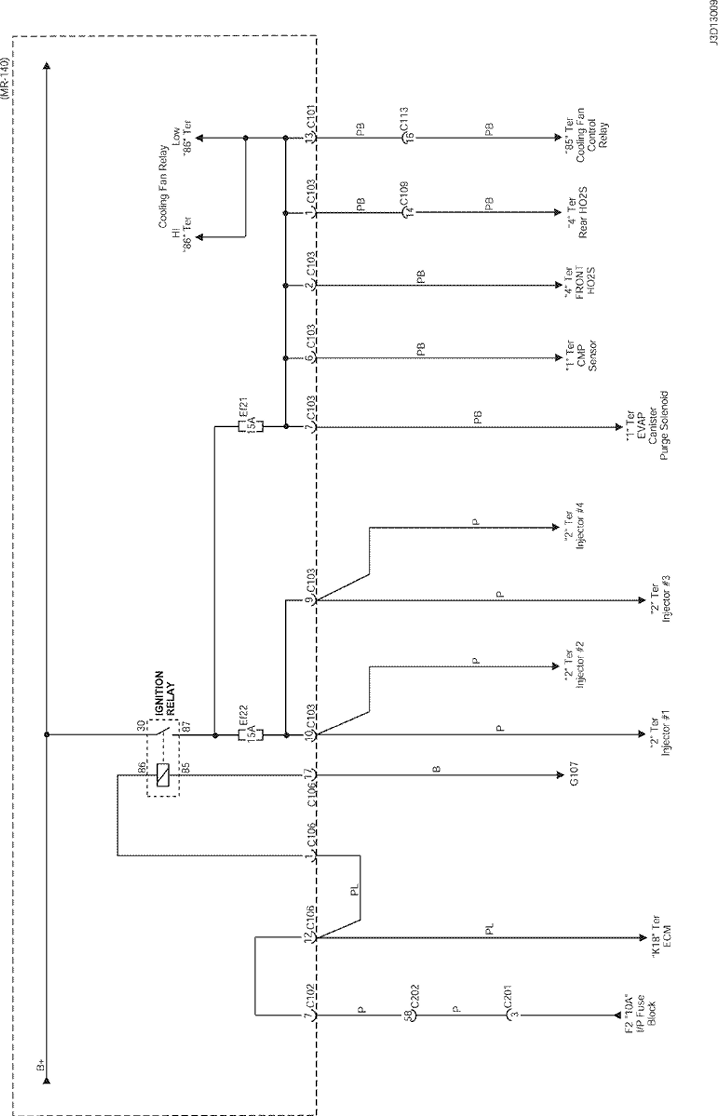 J3D13009
(MR-140)
B+
Cooling Fan Relay
Low
"86" Ter
HI
"86" Ter
13 C101
PB
15 C113
PB
"85" Ter
Cooling Fan
Control
Relay
1 C103
PB
14 C109
PB
"4" Ter
Rear HO2S
2 C103
PB
"4" Ter
FRONT
HO2S
6 C103
PB
"1" Ter
CMP
Sensor
Ef21
15A
7 C103
PB
"1" Ter
EVAP
Canister
Purge Solenoid
9 C103
P
"2" Ter
Injector #4
P
"2" Ter
Injector #3
IGNITION
RELAY
30
87
86
85
Ef22
15A
10 C103
P
"2" Ter
Injector #2
P
"2" Ter
Injector #1
17
C106
B
G107
1 C106
PL
12 C106
PL
"K18" Ter
ECM
7 C102
P
58 C202
P
3 C201
F2 "10A"
I/P Fuse
Block